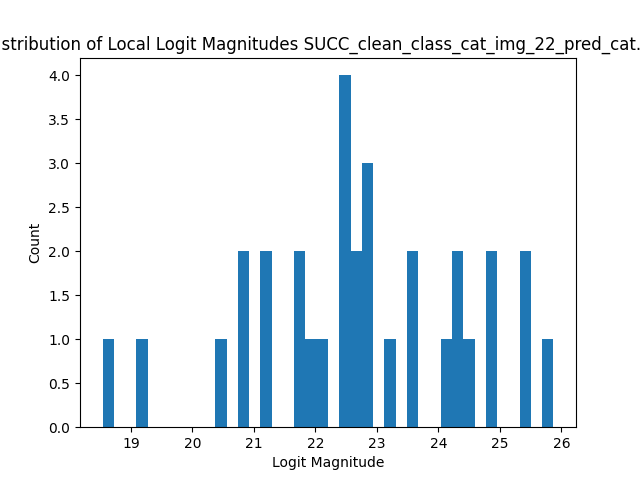 stribution of Local Logit Magnitudes SUCC_clean_class_cat_img_22_pred_cat.
4.0
3.5
3.0
2.5
2.0
1.5
1.0
0.5
0.0
Count
19 20 21 22 23 24 25 26
Logit Magnitude